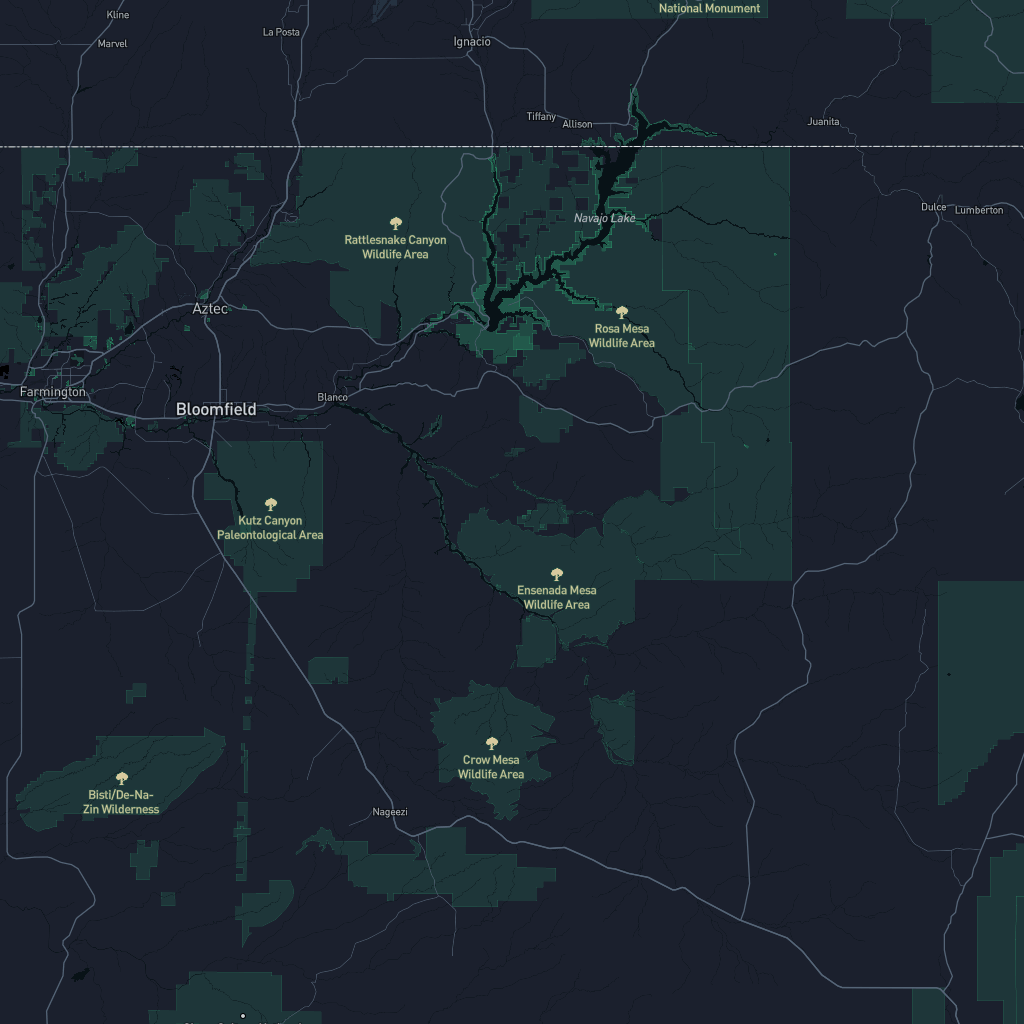 National Monument
Kline
La Posta
Marvel
Ignacio
Tiffany
Allison
Juanita
Dulce
Lumberton
Navajo Lake
Rattlesnake Canyon
Wildlife Area
Aztec
Rosa Mesa
Wildlife Area
Farmington
Blanco
Bloomfield
Kutz Canyon
Paleontological Area
Ensenada Mesa
Wildlife Area
Crow Mesa
Wildlife Area
Bisti/De-Na-
Zin Wilderness
Nageezi